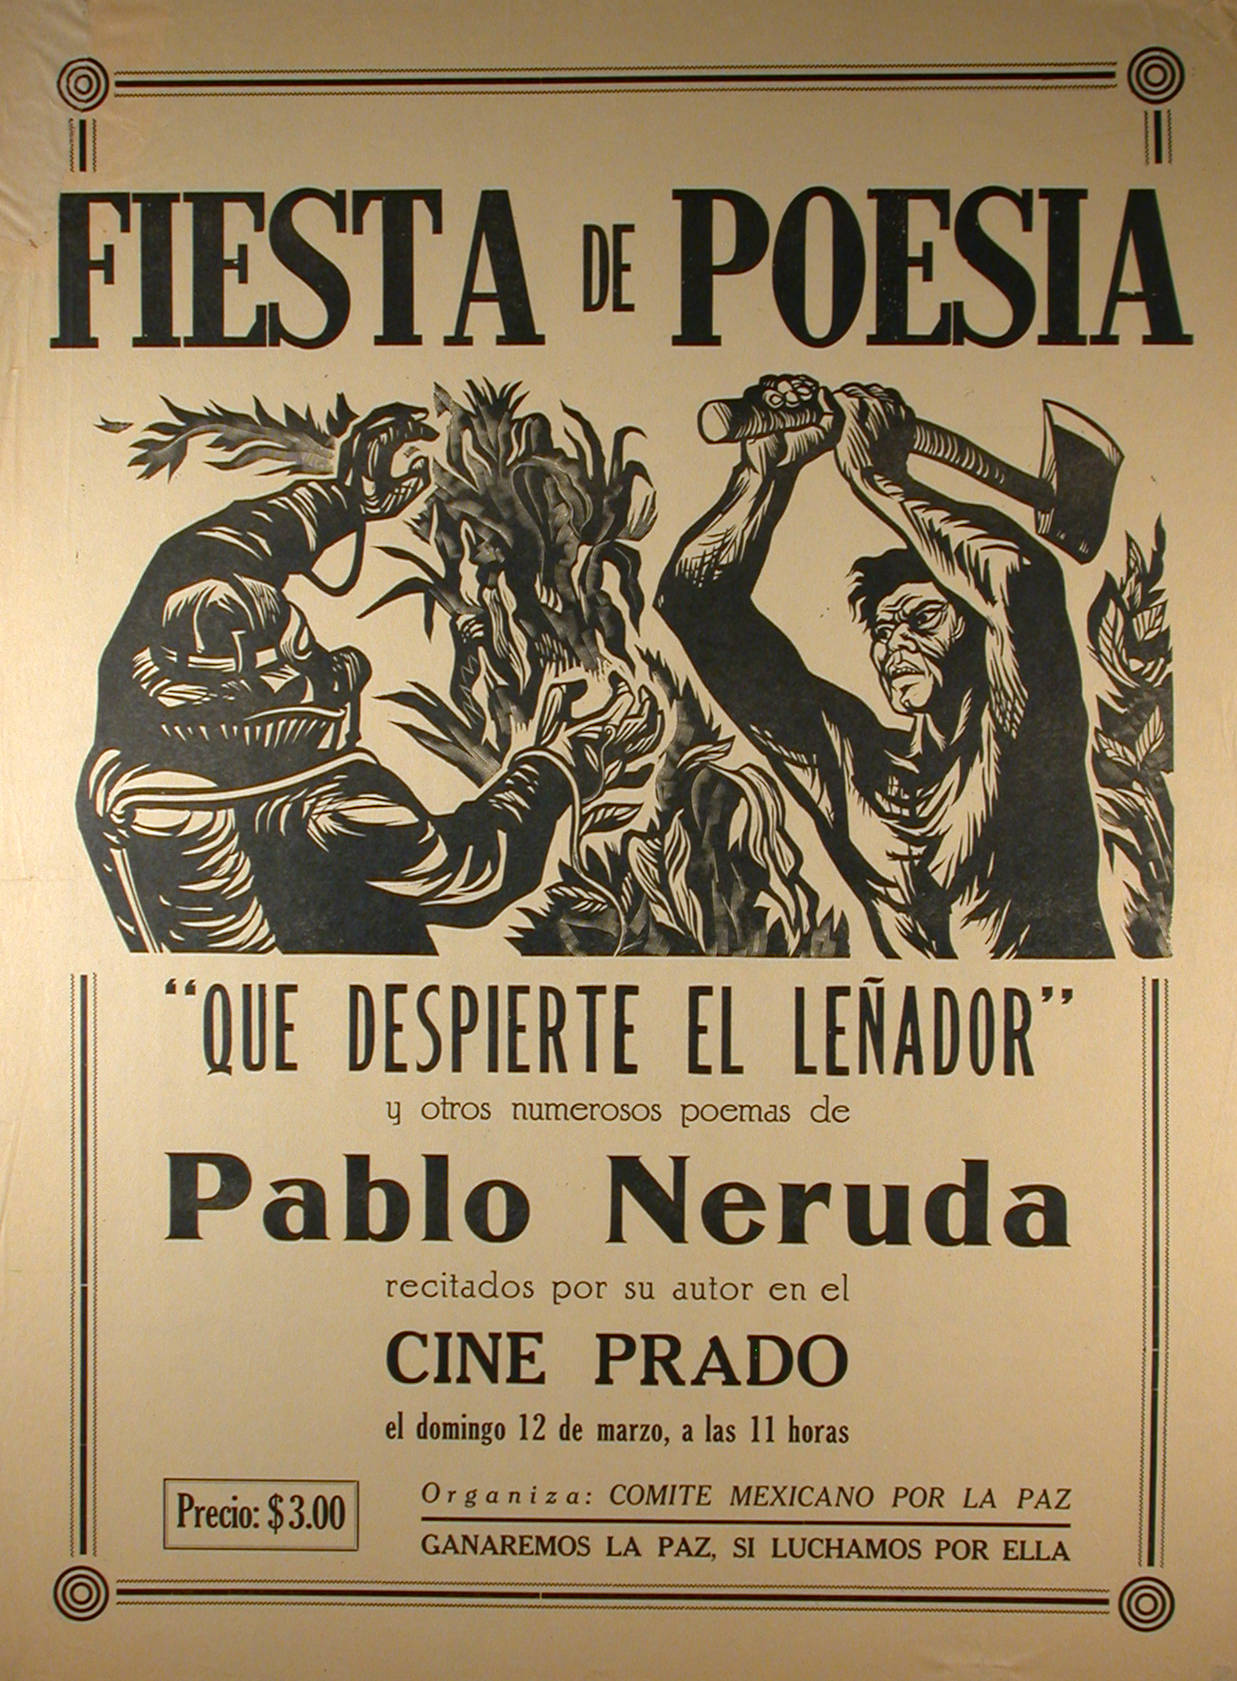 FIESTA DE POESIA
“QUE DESPIERTE EL LEÑADOR”
y otros numerosos poemas de
Pablo Neruda
recitados por su autor en el
CINE PRADO
el domingo 12 de marzo, a las 11 horas
Precio: $3.00
Organiza: COMITE MEXICANO POR LA PAZ
GANAREMOS LA PAZ, SI LUCHAMOS POR ELLA